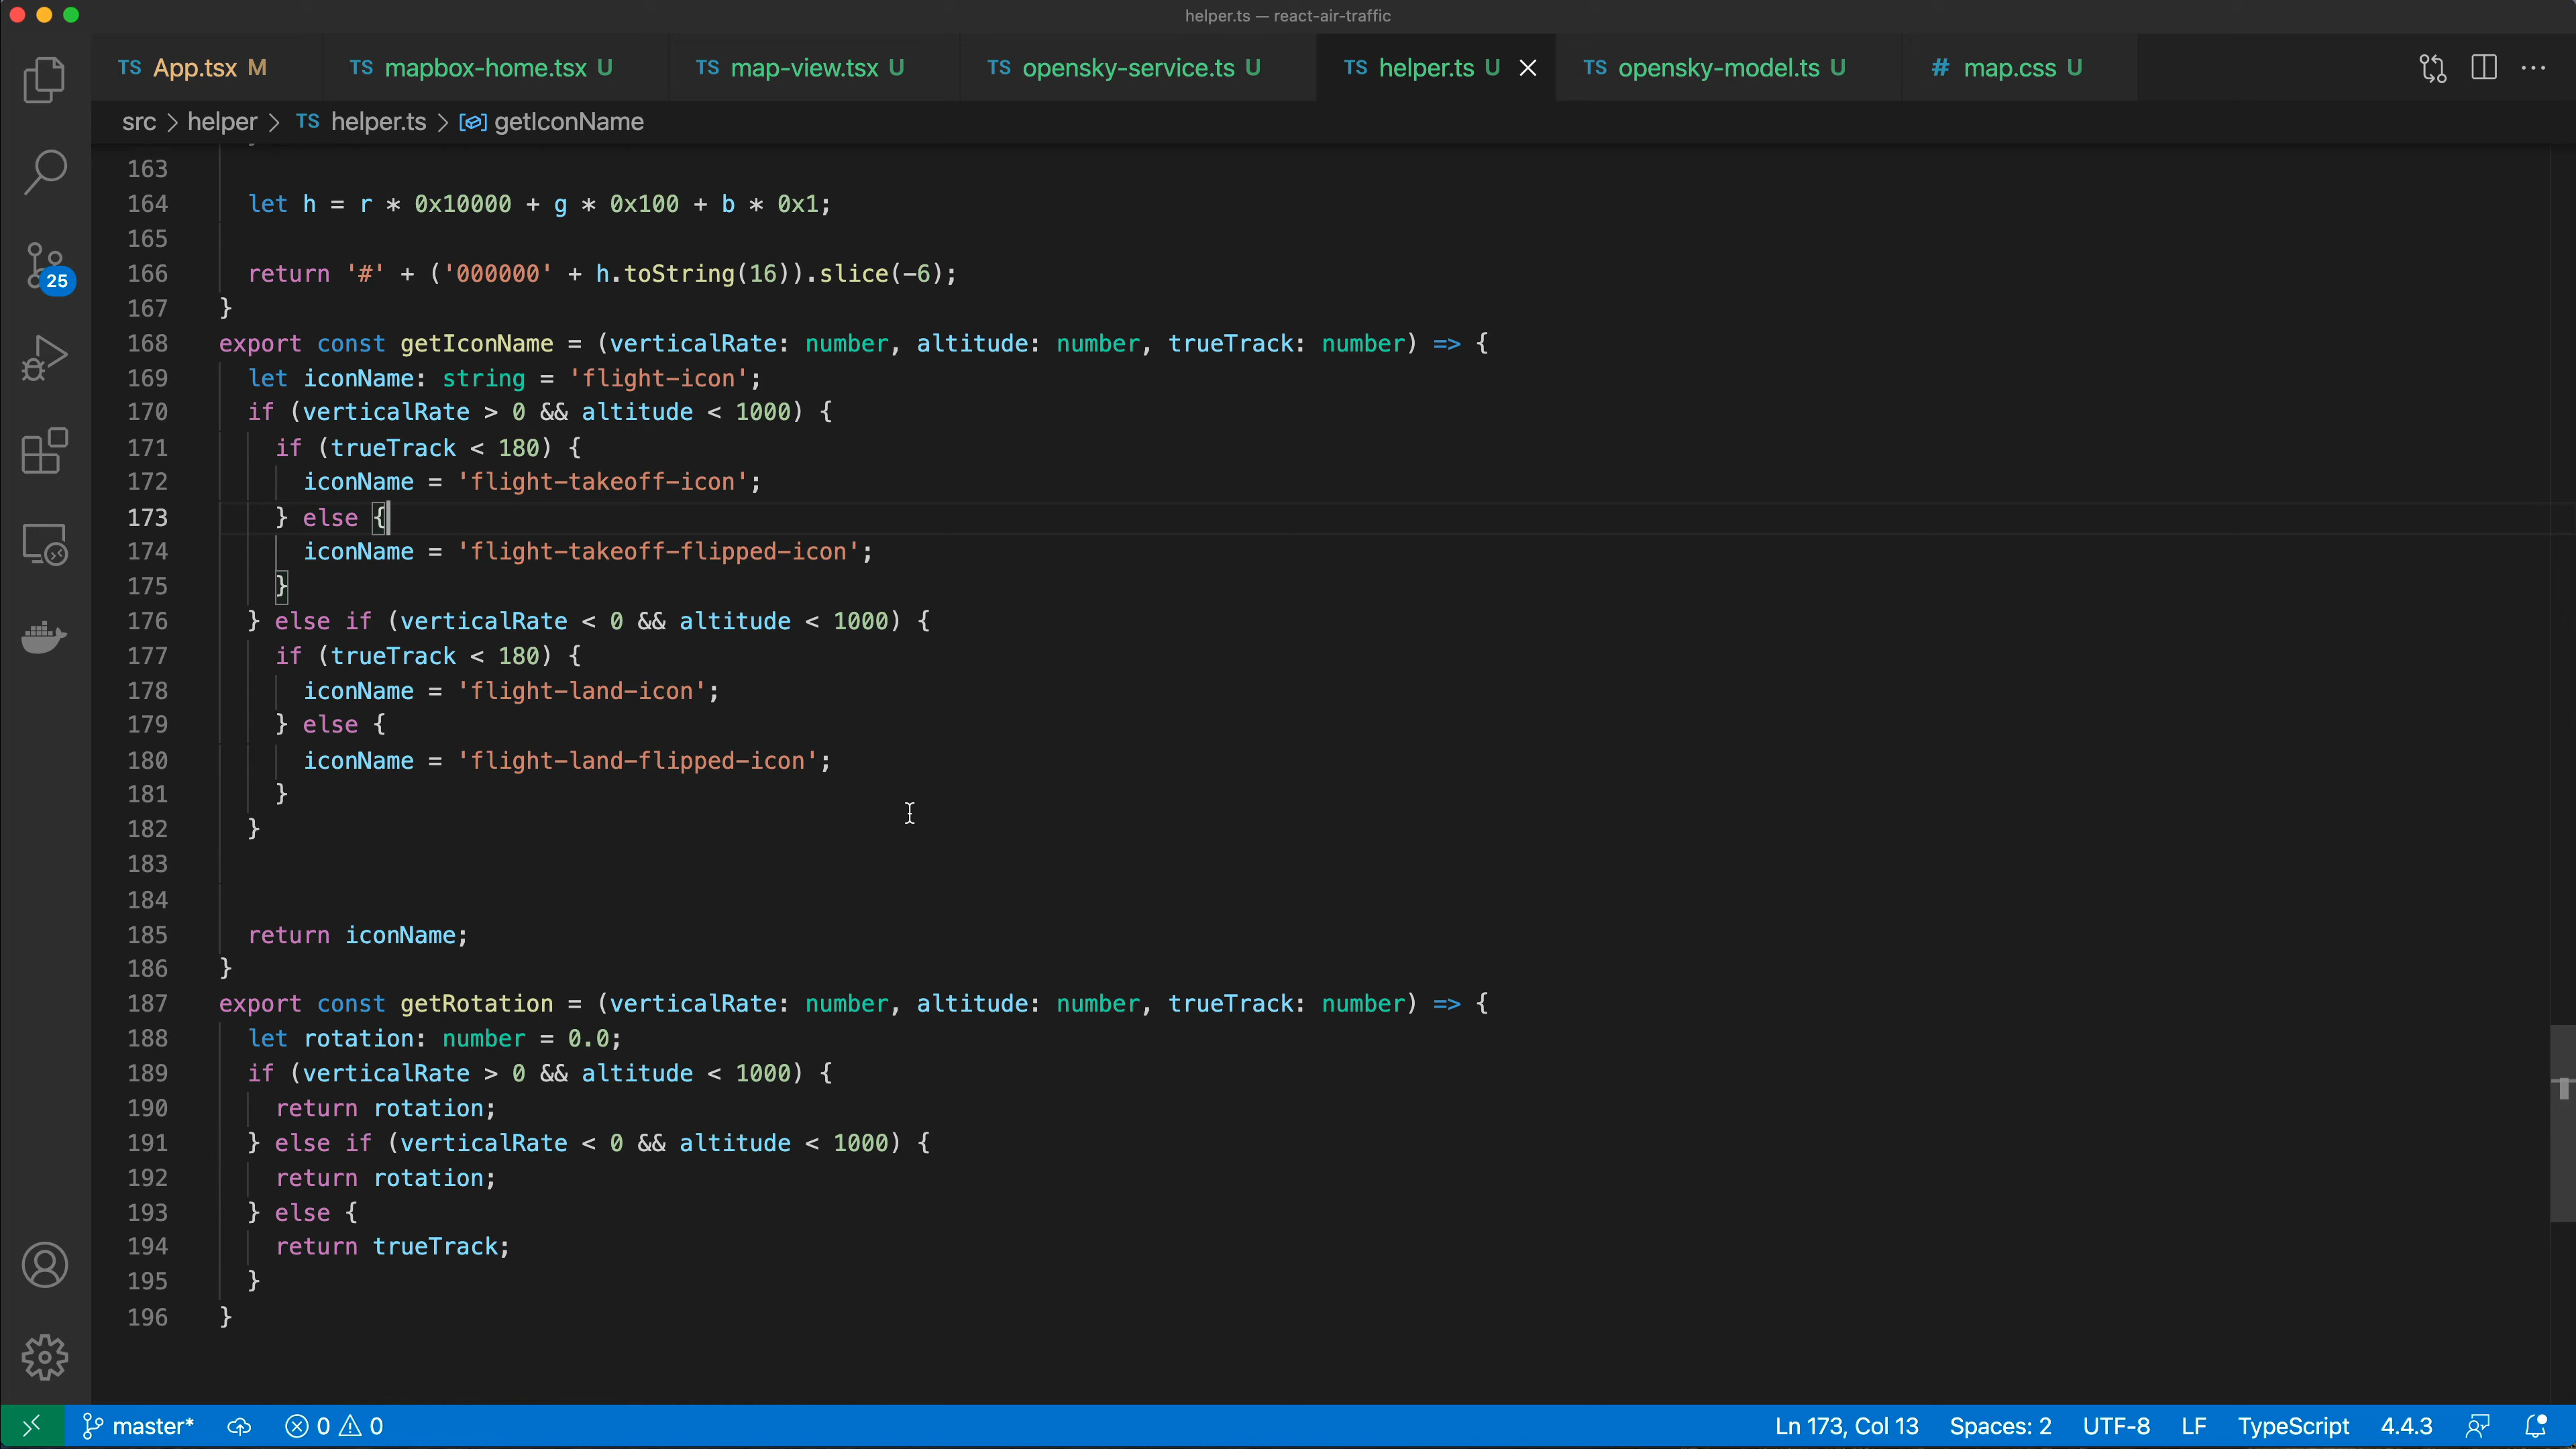 helper.ts — react-air-traffic
TS App.tsx M TS mapbox-home.tsx U TS map-view.tsx U TS opensky-service.ts U TS helper.ts U TS opensky-model.ts U # map.css U
src > helper > TS helper.ts > getIconName
163
164 let h = r * 0x10000 + g * 0x100 + b * 0x1;
165
166 return '#' + ('000000' + h.toString(16)).slice(-6);
167 }
168 export const getIconName = (verticalRate: number, altitude: number, trueTrack: number) => {
169 let iconName: string = 'flight-icon';
170 if (verticalRate > 0 && altitude < 1000) {
171 if (trueTrack < 180) {
172 iconName = 'flight-takeoff-icon';
173 } else {
174 iconName = 'flight-takeoff-flipped-icon';
175 }
176 } else if (verticalRate < 0 && altitude < 1000) {
177 if (trueTrack < 180) {
178 iconName = 'flight-land-icon';
179 } else {
180 iconName = 'flight-land-flipped-icon';
181 }
182 }
183
184
185 return iconName;
186 }
187 export const getRotation = (verticalRate: number, altitude: number, trueTrack: number) => {
188 let rotation: number = 0.0;
189 if (verticalRate > 0 && altitude < 1000) {
190 return rotation;
191 } else if (verticalRate < 0 && altitude < 1000) {
192 return rotation;
193 } else {
194 return trueTrack;
195 }
196 }
25
master* 0 0 Ln 173, Col 13 Spaces: 2 UTF-8 LF TypeScript 4.4.3